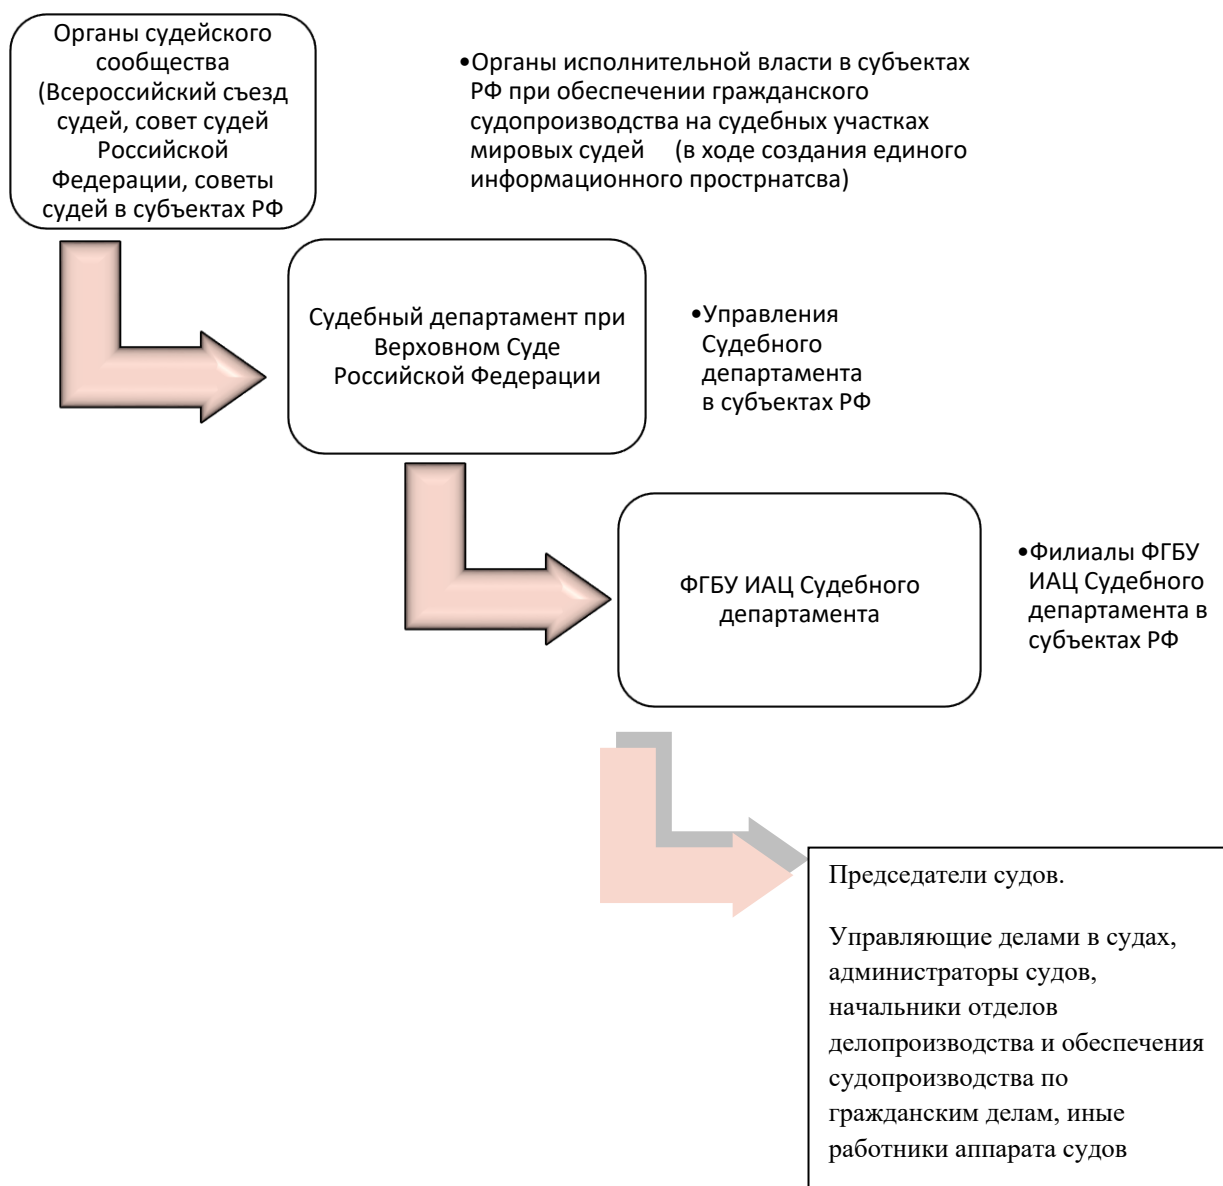 Органы судейского
сообщества
(Всероссийский съезд
судей, совет судей
Российской
Федерации, советы
судей в субъектах РФ
•Органы исполнительной власти в субъектах
РФ при обеспечении гражданского
судопроизводства на судебных участках
мировых судей (в ходе создания единого
информационного прострнатсва)
Судебный департамент при
Верховном Суде
Российской Федерации
•Управления
Судебного
департамента
в субъектах РФ
ФГБУ ИАЦ Судебного
департамента
•Филиалы ФГБУ
ИАЦ Судебного
департамента в
субъектах РФ
Председатели судов.
Управляющие делами в судах,
администраторы судов,
начальники отделов
делопроизводства и обеспечения
судопроизводства по
гражданским делам, иные
работники аппарата судов